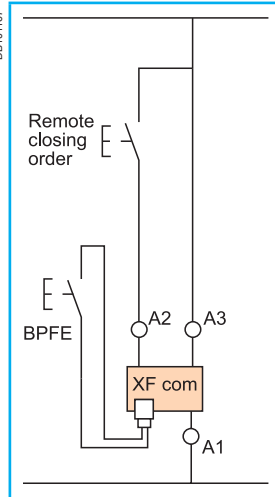 Remote
closing
order
A2
A3
BPFE
XF com
A1